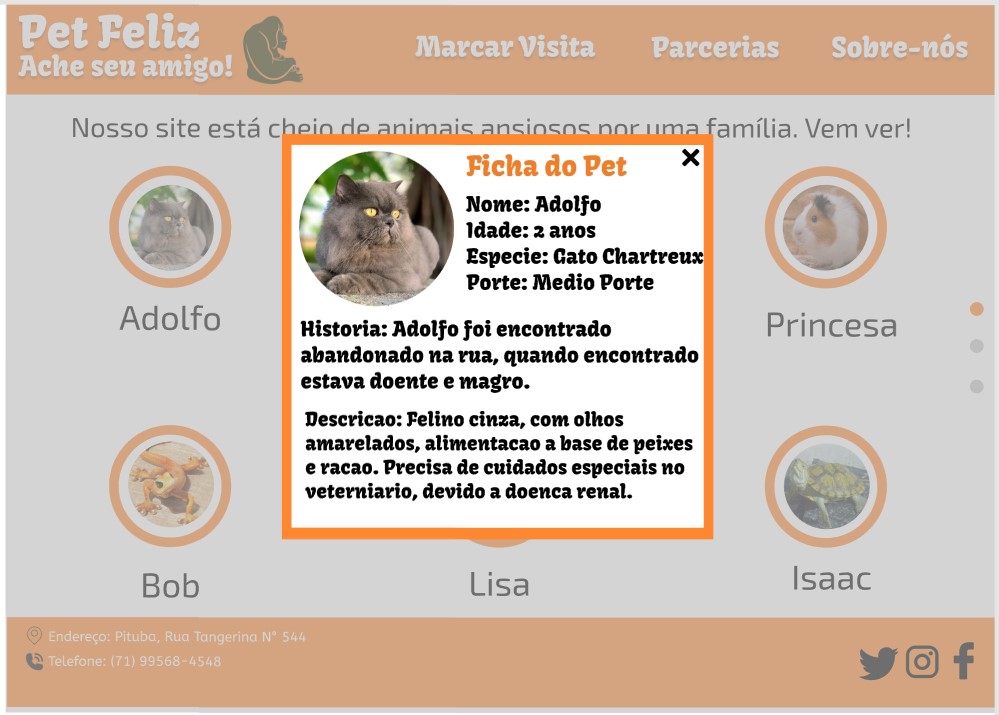 Pet Feliz
Ache seu amigo!
Marcar Visita
Parcerias
Sobre-nós
Nosso site está cheio de animais ansiosos por uma família. Vem ver!
Ficha do Pet
Nome: Adolfo
Idade: 2 anos
Especie: Gato Chartreux
Porte: Medio Porte
Historia: Adolfo foi encontrado
abandonado na rua, quando encontrado
estava doente e magro.
Descricao: Felino cinza, com olhos
amarelados, alimentacao a base de peixes
e racao. Precisa de cuidados especiais no
veterniario, devido a doenca renal.
Adolfo
Princesa
Bob
Lisa
Isaac
Endereço: Pituba, Rua Tangerina N° 544
Telefone: (71) 99568-4548